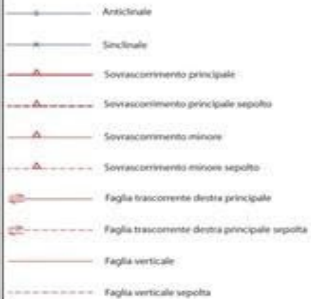 Anticlinale
Sinclinale
Sovrascorrimento principale
Sovrascorrimento principale sepolto
Sovrascorrimento minore
Sovrascorrimento minore sepolto
Faglia trascorrente destra principale
Faglia trascorrente destra principale sepolta
Faglia verticale
Faglia verticale sepolta